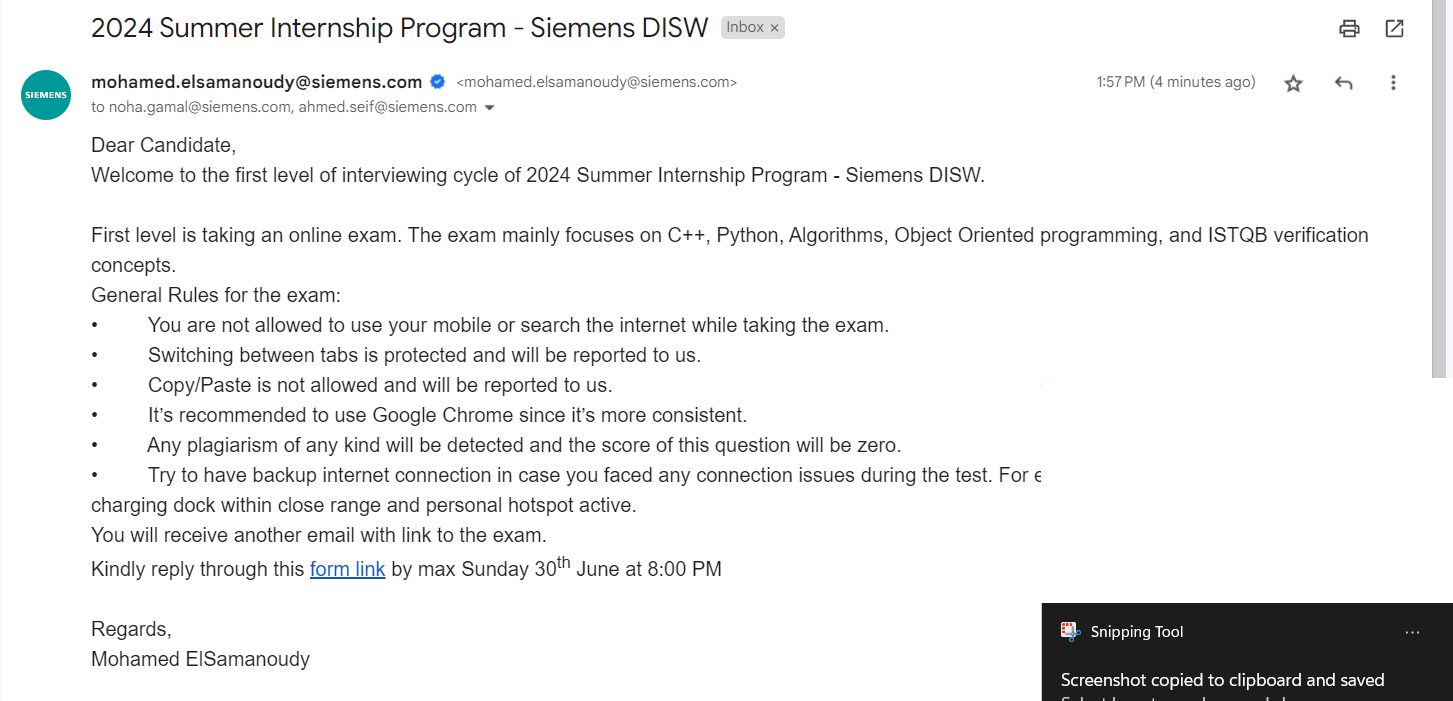 2024 Summer Internship Program - Siemens DISW Inbox ×
SIEMENS
mohamed.elsamanoudy@siemens.com <mohamed.elsamanoudy@siemens.com> 1:57 PM (4 minutes ago)
to noha.gamal@siemens.com, ahmed.seif@siemens.com
Dear Candidate,
Welcome to the first level of interviewing cycle of 2024 Summer Internship Program - Siemens DISW.
First level is taking an online exam. The exam mainly focuses on C++, Python, Algorithms, Object Oriented programming, and ISTQB verification
concepts.
General Rules for the exam:
• You are not allowed to use your mobile or search the internet while taking the exam.
• Switching between tabs is protected and will be reported to us.
• Copy/Paste is not allowed and will be reported to us.
• It’s recommended to use Google Chrome since it’s more consistent.
• Any plagiarism of any kind will be detected and the score of this question will be zero.
• Try to have backup internet connection in case you faced any connection issues during the test. For
charging dock within close range and personal hotspot active.
You will receive another email with link to the exam.
Kindly reply through this form link by max Sunday 30th June at 8:00 PM
Regards,
Mohamed ElSamanoudy
Snipping Tool
Screenshot copied to clipboard and saved